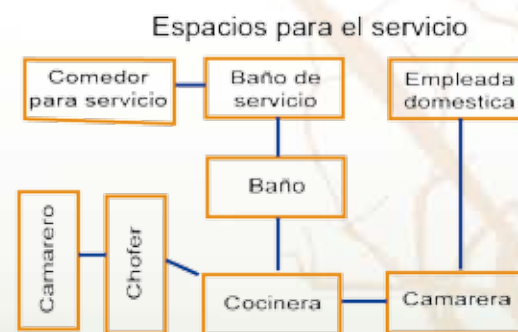 Espacios para el servicio
Comedor
para servicio
Baño de
servicio
Empleada
domestica
Baño
Camarero
Chofer
Cocinera
Camarera